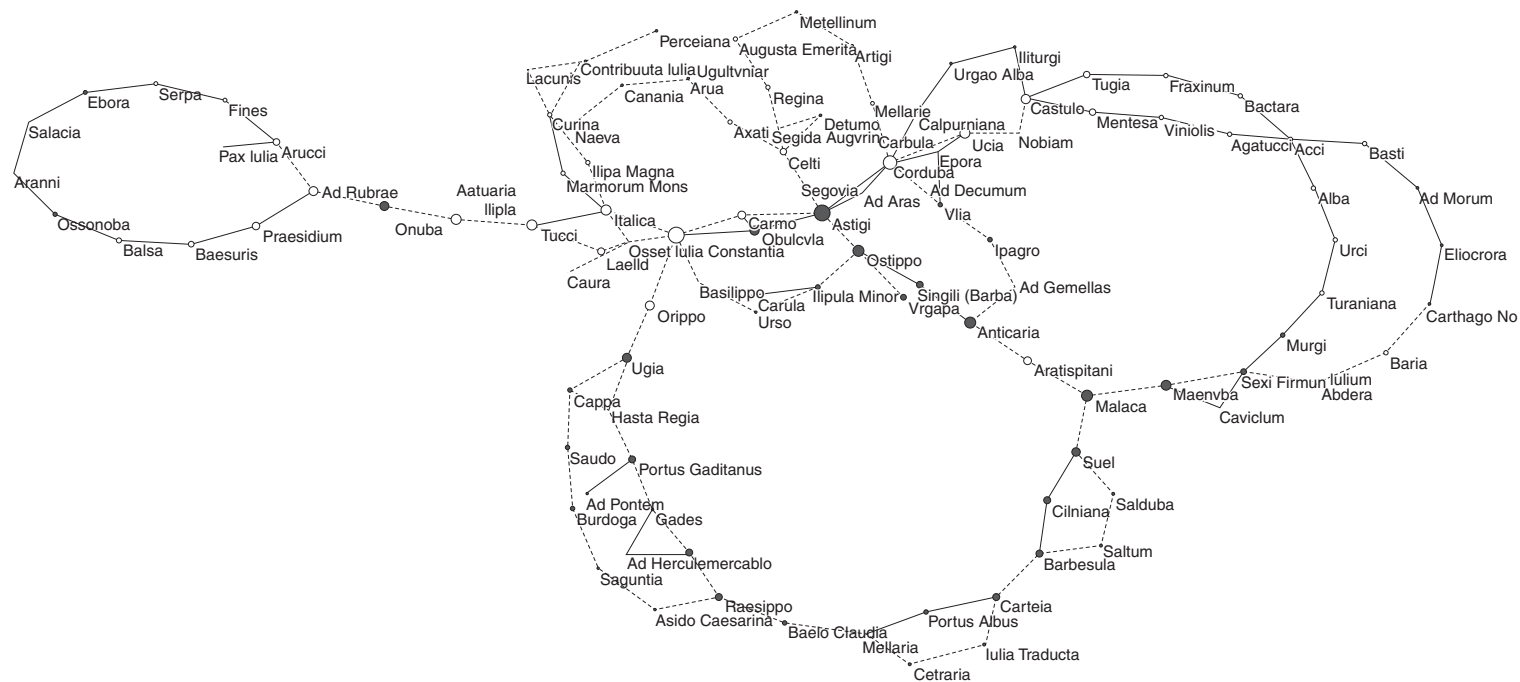 Metellinum
Perceiana
Augusta Emerita
Artigi
Iliturgi
Urgao Alba
Lacunis
Contribuuta Iulia
Ugultvniar
Arua
Canania
Regina
Mellarie
Castulo
Tugia
Fraxinum
Bactara
Ebora
Serpa
Fines
Salacia
Pax Iulia
Arucci
Curina
Naeva
Axati
Segida
Detumo
Augvrin
Calpurniana
Carbula
Ucia
Nobiam
Mentesa
Viniolis
Agatucci
Acci
Basti
Celti
Epora
Corduba
Ilipa Magna
Marmorum Mons
Aranni
Ad Rubrae
Aatuaria
Ilipla
Segovia
Ad Aras
Ad Decumum
Vlia
Alba
Ad Morum
Ossonoba
Balsa
Baesuris
Praesidium
Onuba
Tucci
Italica
Carmo
Obulcvla
Astigi
Osset Iulia Constantia
Laelld
Caura
Ostippo
Ipagro
Urci
Eliocrora
Basilippo
Carula
Urso
Ilipula Minor
Singili (Barba)
Vrgapa
Ad Gemellas
Turaniana
Carthago No
Orippo
Anticaria
Murgi
Ugia
Aratispitani
Baria
Sexi Firmun Iulium
Abdera
Cappa
Hasta Regia
Malaca
Maenvba
Caviclum
Saudo
Portus Gaditanus
Suel
Ad Pontem
Burdoga
Gades
Cilniana
Salduba
Ad Herculemercablo
Saguntia
Barbesula
Saltum
Raesippo
Asido Caesarina
Baelo Claudia
Carteia
Portus Albus
Mellaria
Iulia Traducta
Cetraria